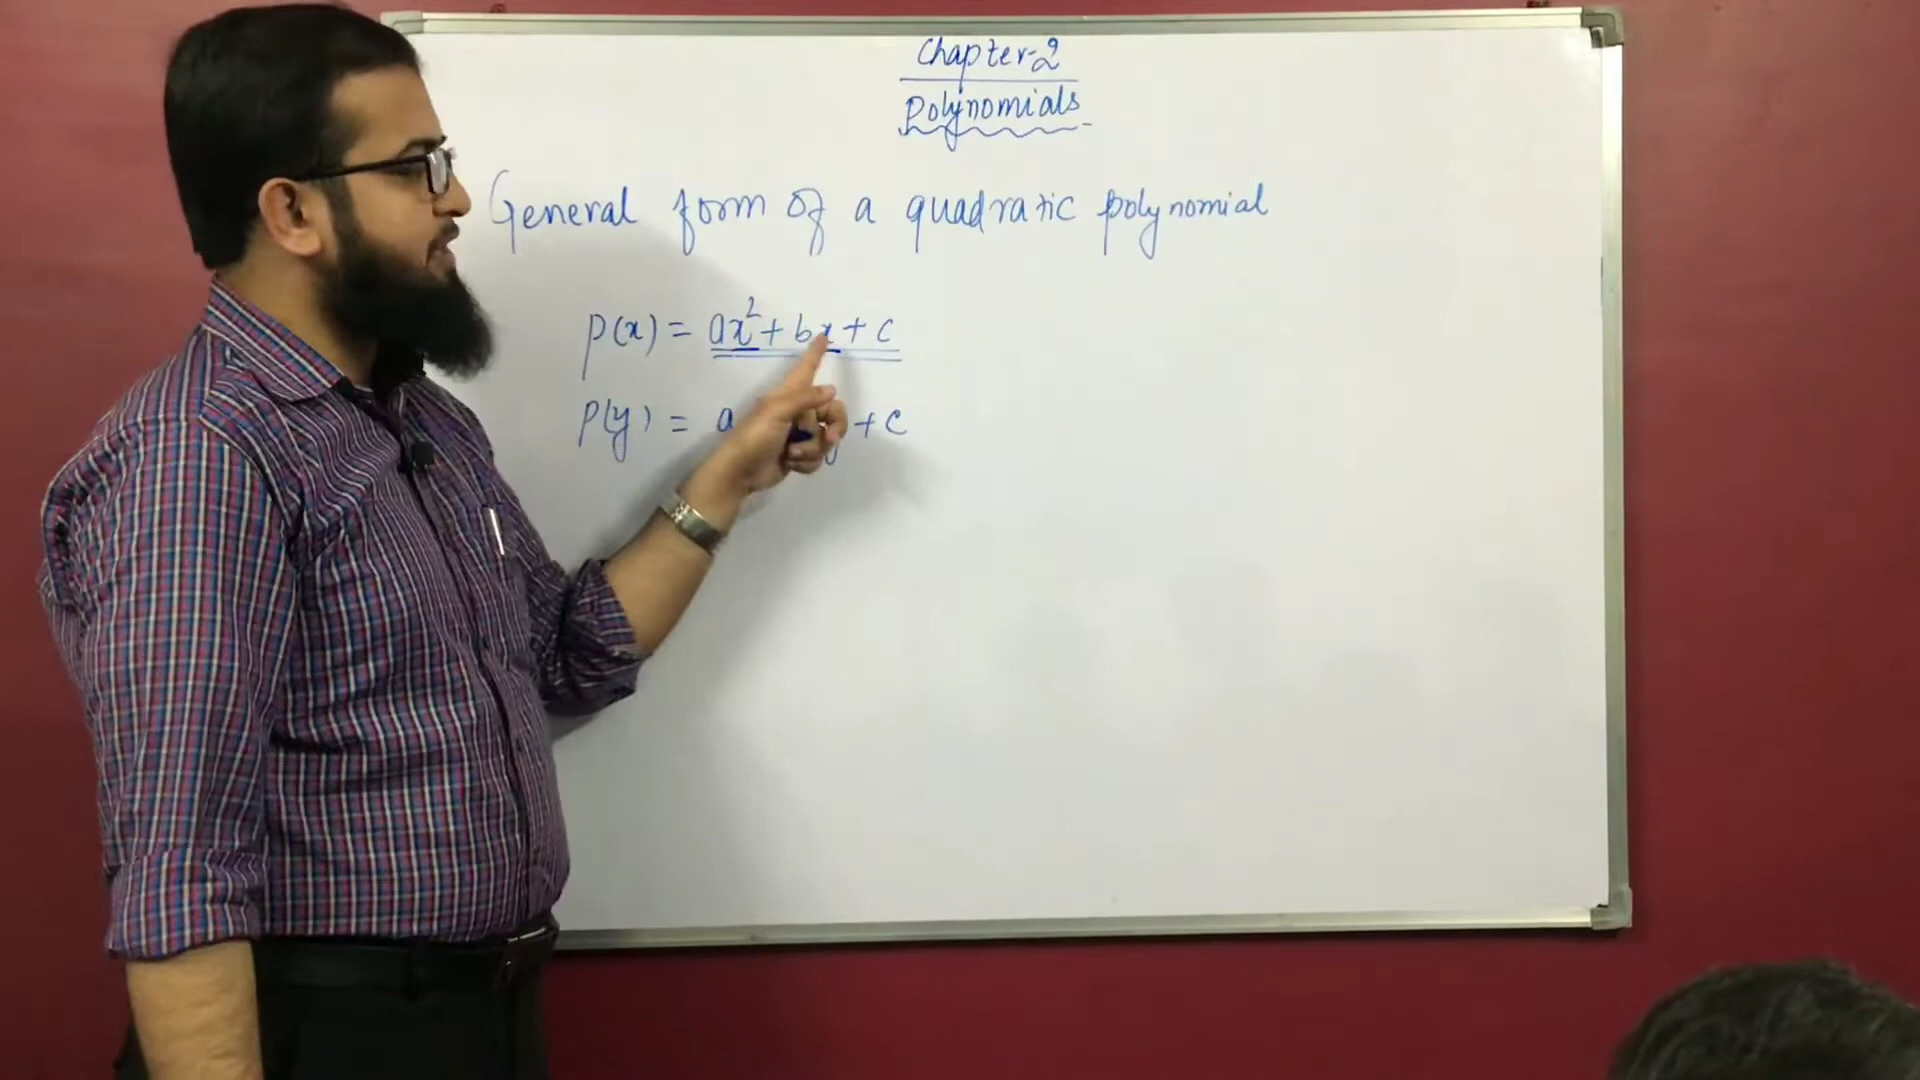 Chapter-2
Polynomials
General form of a quadratic polynomial
p(x) = ax² + bx + c
p(y) = a + c